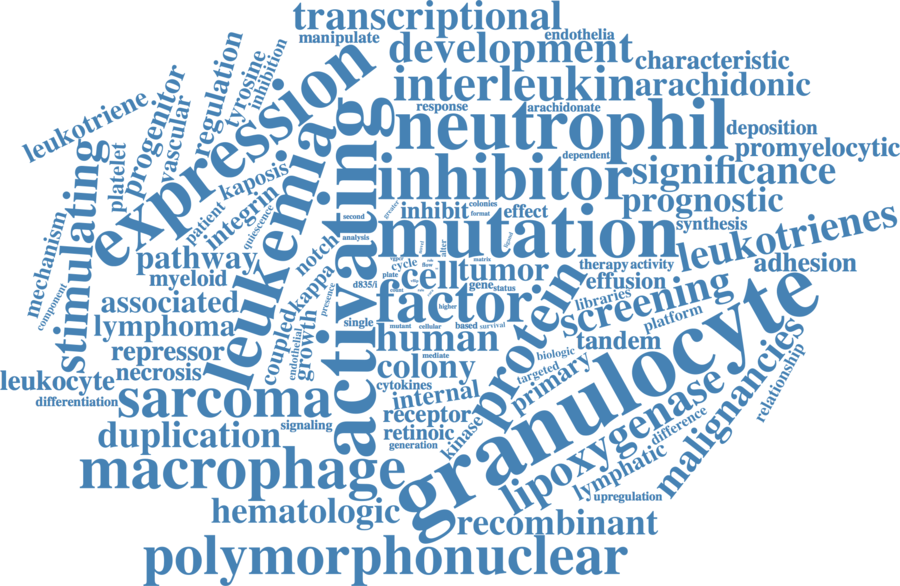 transcriptional
manipulate
endothelia
development
characteristic
interleukin
arachidonic
response
arachidonate
neutrophil
deposition
promyelocytic
dependent
inhibitor
significance
prognostic
leukotriene
progenitor
vascular
regulation
tyrosine
inhibition
platelet
stimulating
expression
leukemia
activating
patient
kaposis
integrin
quiescence
second
greater
colonies
format
inhibit
effect
synthesis
mutation
analysis
leukotrienes
adhesion
mechanism
component
pathway
myeloid
notch
associated
kappa
lymphoma
presence
coupled
growth
endothelial
repressor
necrosis
leukocyte
differentiation
sarcoma
signaling
duplication
alter
matrix
cycle
flow
plate
cell
tumor
d835/i
gene
status
therapy
activity
effusion
factor
higher
libraries
screening
platform
single
mutant
cellular
based
survival
human
protein
tandem
mediate
biologic
targeted
colony
cytokines
primary
internal
receptor
retinoic
generation
kinase
granulocyte
lipoxygenase
difference
lymphatic
upregulation
malignancies
relationship
macrophage
hematologic
recombinant
polymorphonuclear